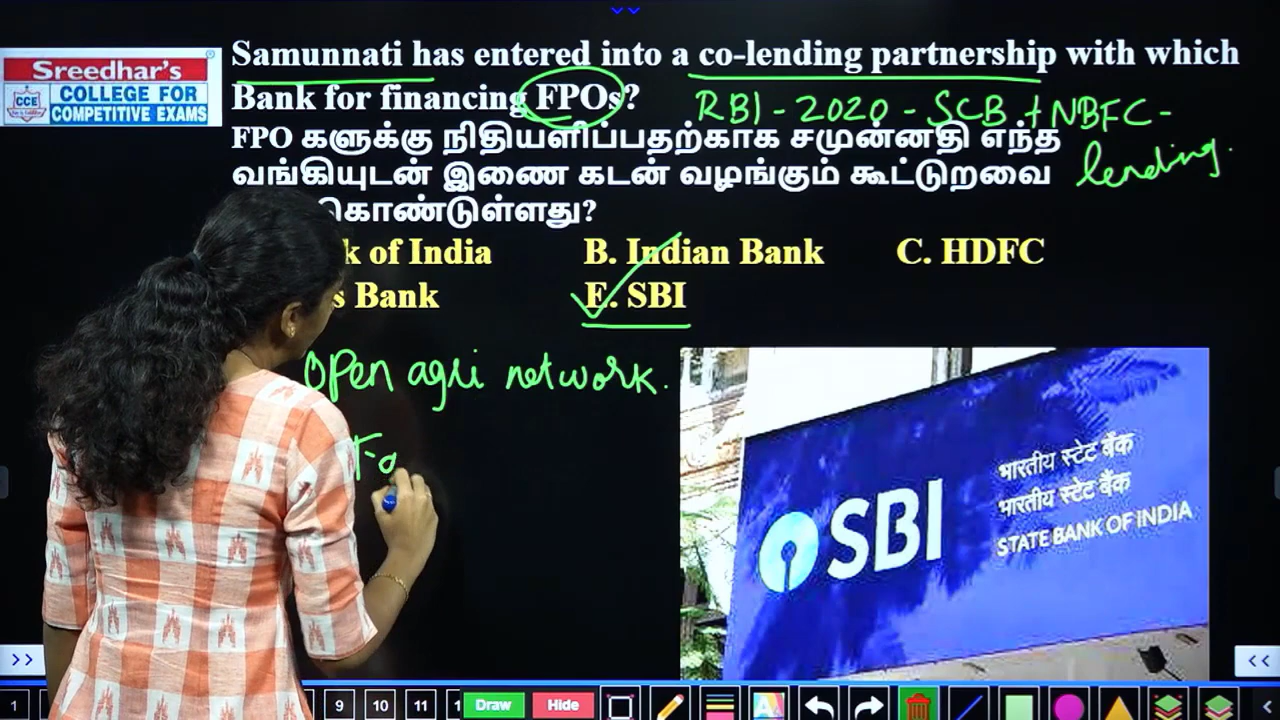 Samunnati has entered into a co-lending partnership with which
Bank for financing FPOs?
RBI - 2020 - SCB + NBFC -
lending.
Sreedhar's
CCE
COLLEGE FOR
COMPETITIVE EXAMS
FPO களுக்கு நிதியளிப்பதற்காக சமுன்னதி எந்த
வங்கியுடன் இணை கடன் வழங்கும் கூட்டுறவை
கொண்டுள்ளது?
of India
B. Indian Bank
C. HDFC
Bank
E. SBI
Open agri network.
Fa
SBI
भारतीय स्टेट बैंक
भारतीय स्टेट बैंक
STATE BANK OF INDIA
>>
<<
1
9
10
11
Draw
Hide